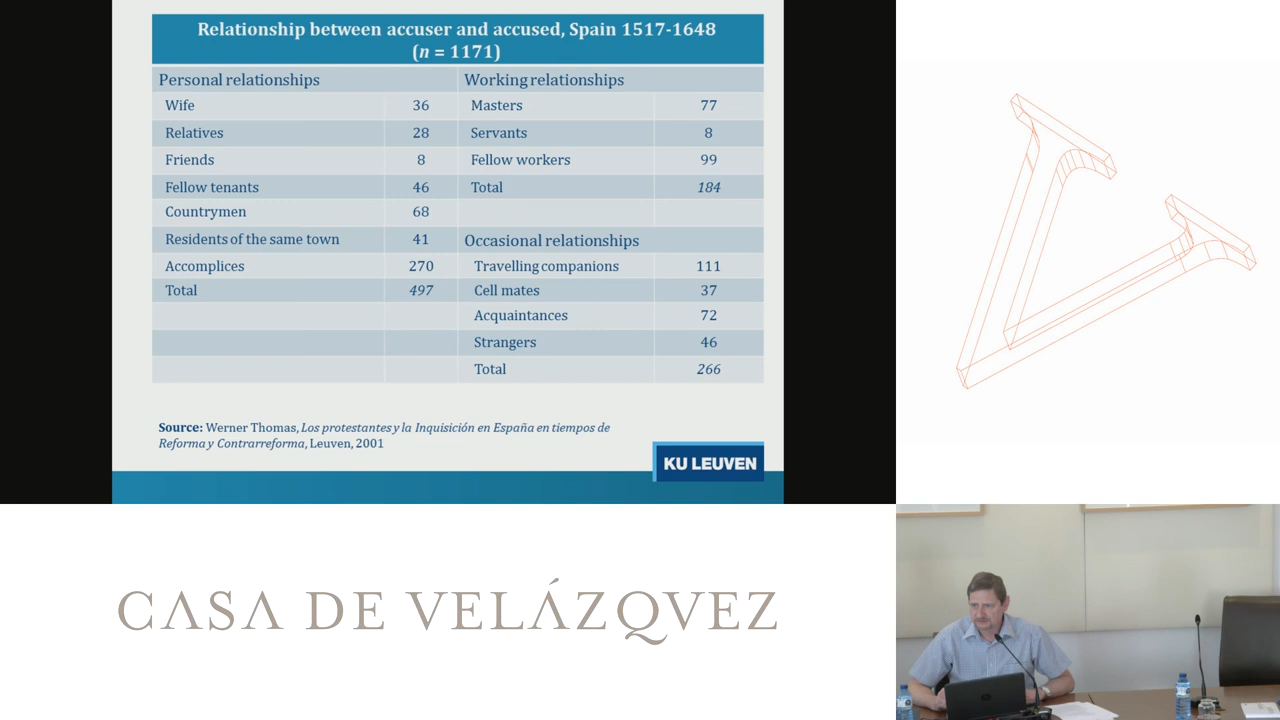 Relationship between accuser and accused, Spain 1517-1648
(n = 1171)
Personal relationships Working relationships
Wife 36 Masters 77
Relatives 28 Servants 8
Friends 8 Fellow workers 99
Fellow tenants 46 Total 184
Countrymen 68
Residents of the same town 41 Occasional relationships
Accomplices 270 Travelling companions 111
Total 497 Cell mates 37
Acquaintances 72
Strangers 46
Total 266
Source: Werner Thomas, Los protestantes y la Inquisición en España en tiempos de
Reforma y Contrarreforma, Leuven, 2001
KU LEUVEN
CASA DE VELÁZQVEZ